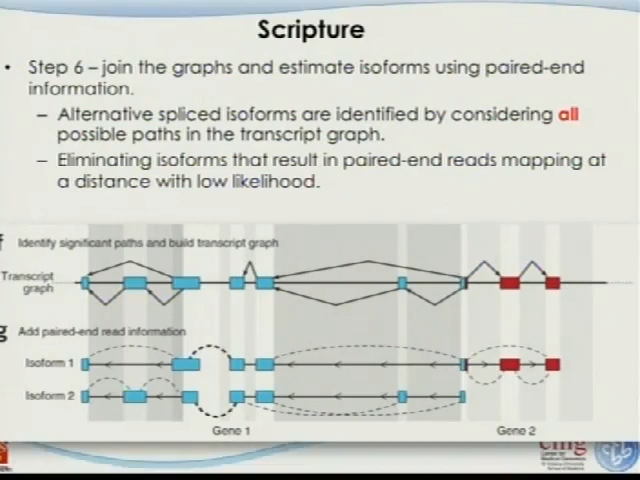 Scripture
• Step 6 – join the graphs and estimate isoforms using paired-end
information.
– Alternative spliced isoforms are identified by considering all
possible paths in the transcript graph.
– Eliminating isoforms that result in paired-end reads mapping at
a distance with low likelihood.
f Identify significant paths and build transcript graph
Transcript
graph
g Add paired-end read information
Isoform 1
Isoform 2
Gene 1 Gene 2